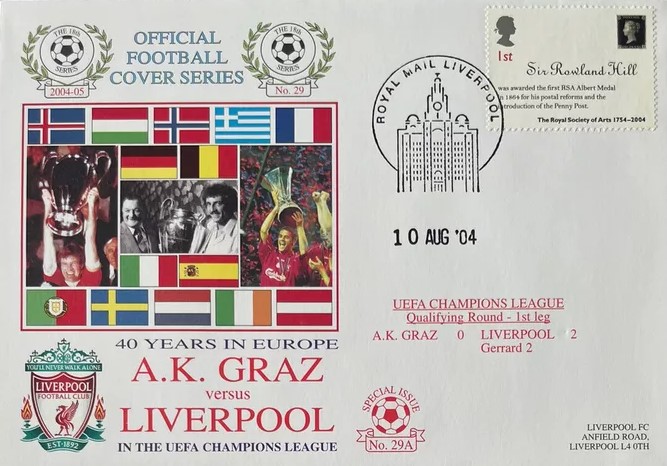 THE 18th
SERIES
2004-05
OFFICIAL
FOOTBALL
COVER SERIES
THE 18th
SERIES
No. 29
ROYAL MAIL LIVERPOOL
10 AUG '04
1st
Sir Rowland Hill
was awarded the first RSA Albert Medal
in 1864 for his postal reforms and the
introduction of the Penny Post.
The Royal Society of Arts 1754–2004
Carlsberg
UEFA CHAMPIONS LEAGUE
Qualifying Round - 1st leg
A.K. GRAZ 0 LIVERPOOL 2
Gerrard 2
40 YEARS IN EUROPE
A.K. GRAZ
versus
LIVERPOOL
IN THE UEFA CHAMPIONS LEAGUE
YOU'LL NEVER WALK ALONE
LIVERPOOL
FOOTBALL CLUB
EST·1892
SPECIAL ISSUE
No. 29A
LIVERPOOL FC
ANFIELD ROAD,
LIVERPOOL L4 0TH